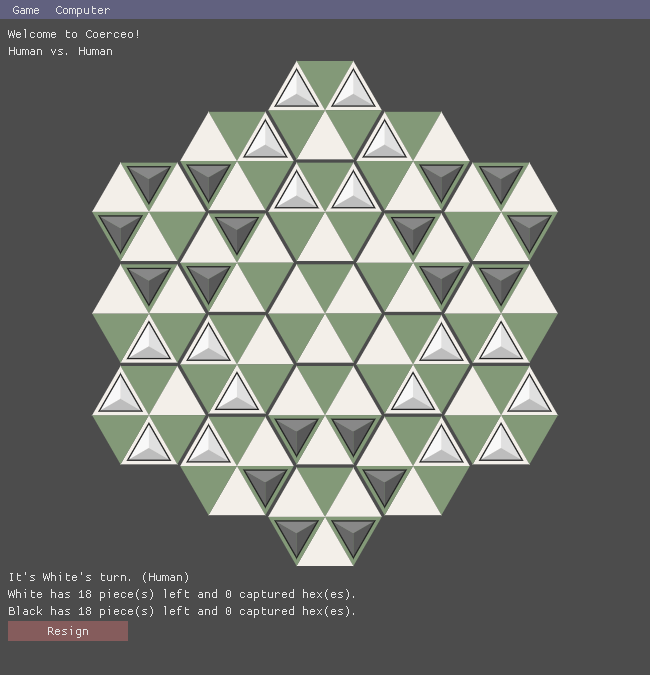 Game Computer
Welcome to Coerceo!
Human vs. Human
It's White's turn. (Human)
White has 18 piece(s) left and 0 captured hex(es).
Black has 18 piece(s) left and 0 captured hex(es).
Resign